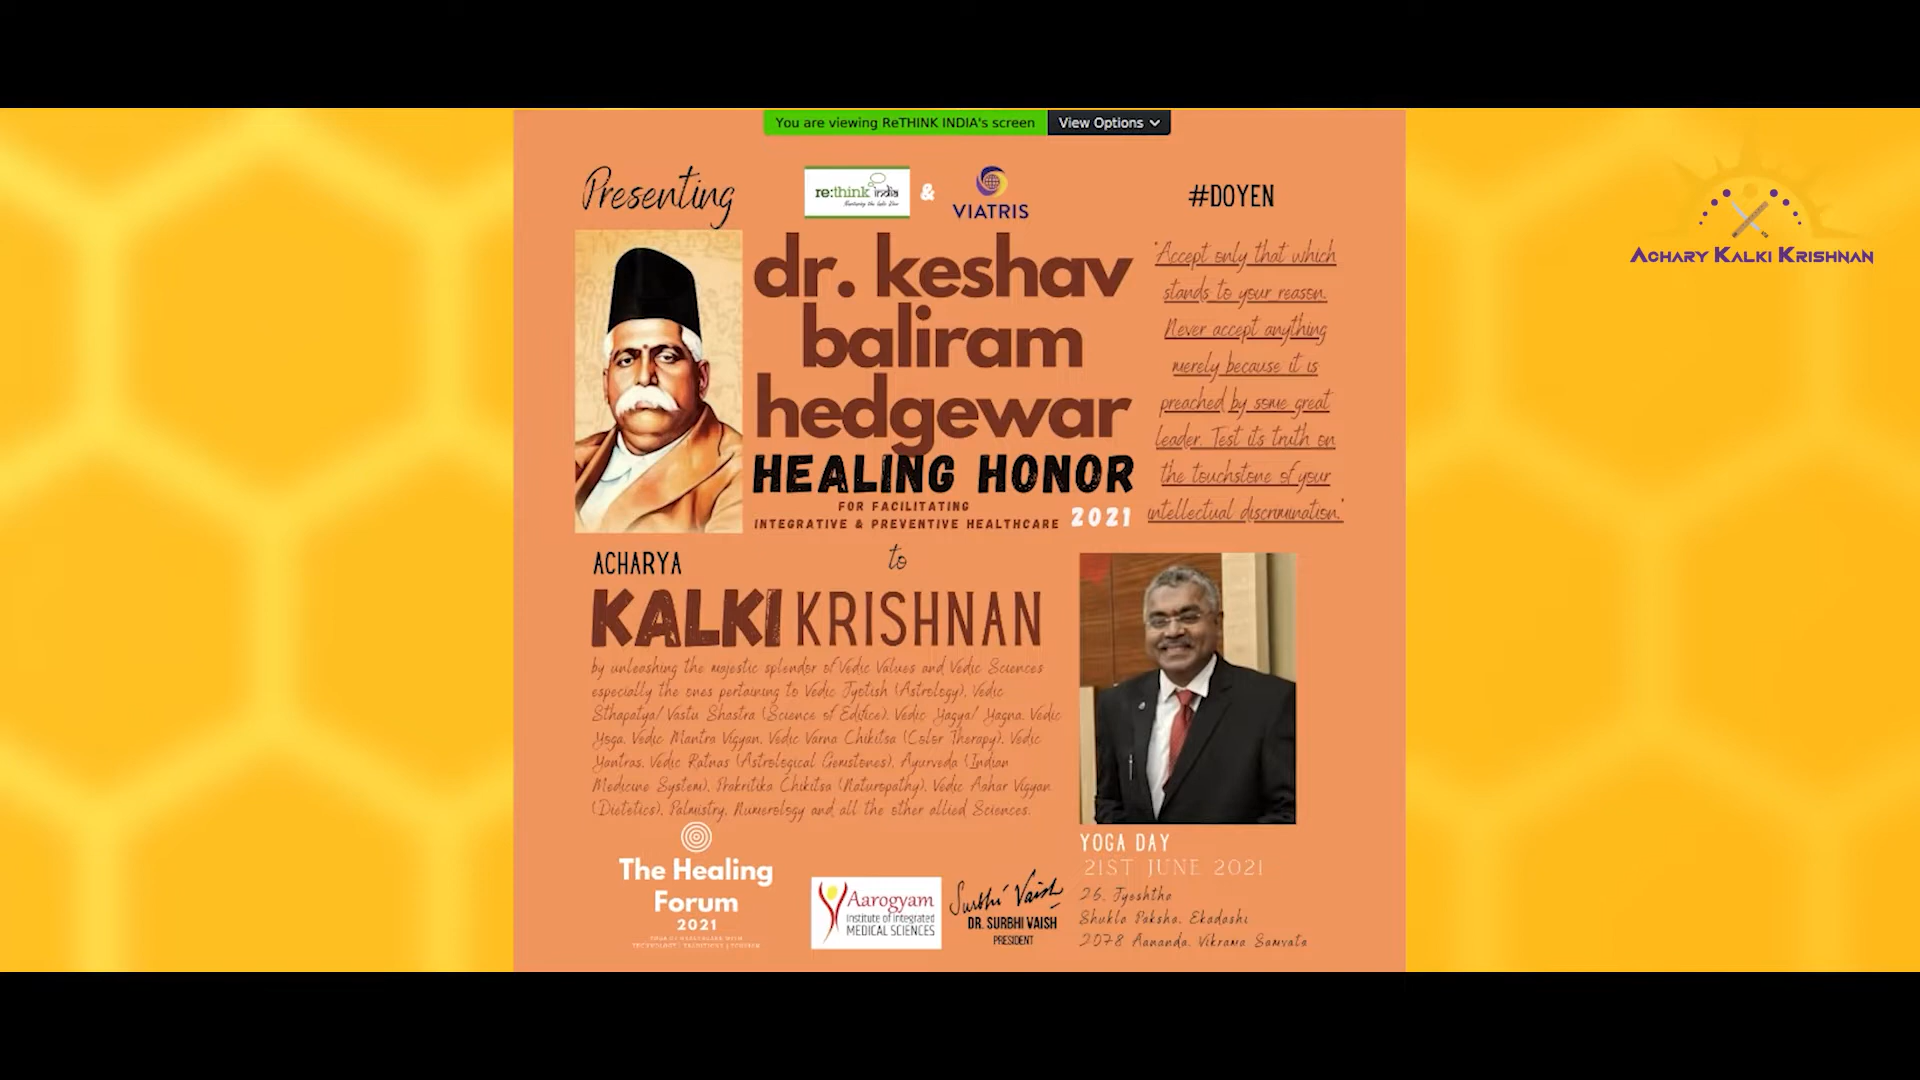 You are viewing ReTHINK INDIA's screen
View Options
Presenting
re:think india
Nurturing the India Idea
&
VIATRIS
#DOYEN
ACHARY KALKI KRISHNAN
dr. keshav
baliram
hedgewar
HEALING HONOR
FOR FACILITATING
INTEGRATIVE & PREVENTIVE HEALTHCARE
2021
"Accept only that which
stands to your reason.
Never accept anything
merely because it is
preached by some great
leader. Test its truth on
the touchstone of your
intellectual discrimination."
to
ACHARYA
KALKI KRISHNAN
by unleashing the majestic splendor of Vedic Values and Vedic Sciences
especially the ones pertaining to Vedic Jyotish (Astrology), Vedic
Sthapatya/ Vastu Shastra (Science of Edifice), Vedic Yagya/ Yagna, Vedic
Yoga, Vedic Mantra Vigyan, Vedic Varna Chikitsa (Color Therapy), Vedic
Yantras, Vedic Ratnas (Astrological Gemstones), Ayurveda (Indian
Medicine System), Prakritika Chikitsa (Naturopathy), Vedic Aahar Vigyan
(Dietetics), Palmistry, Numerology and all the other allied Sciences.
The Healing
Forum
2021
Aarogyam
Institute of Integrated
MEDICAL SCIENCES
Surbhi Vaish
DR. SURBHI VAISH
PRESIDENT
YOGA DAY
21ST JUNE 2021
26, Jyeshtha
Shukla Paksha, Ekadashi
2078 Aananda, Vikrama Samvata